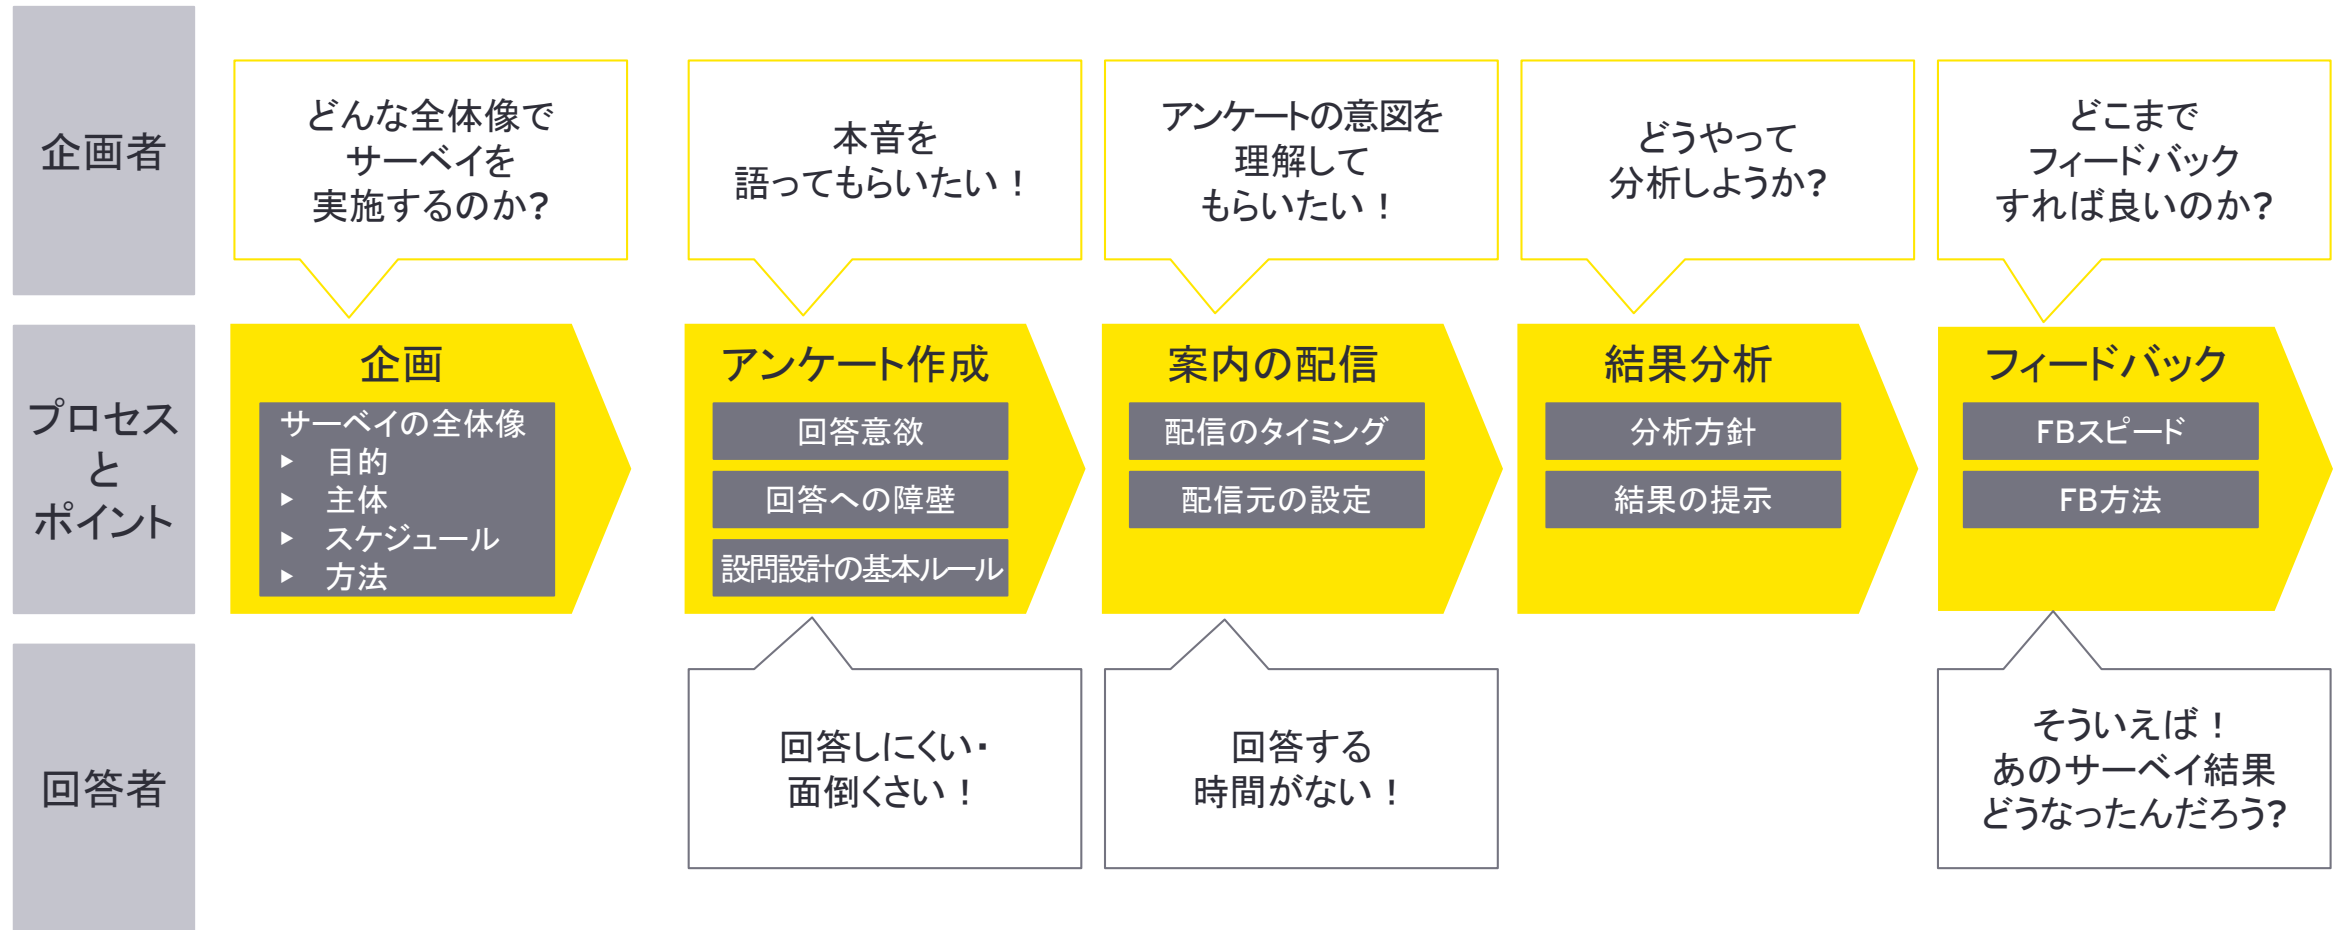 企画者
どんな全体像で
サーベイを
実施するのか?
本音を
語ってもらいたい！
アンケートの意図を
理解して
もらいたい！
どうやって
分析しようか?
どこまで
フィードバック
すれば良いのか?
プロセス
と
ポイント
企画
サーベイの全体像
▶ 目的
▶ 主体
▶ スケジュール
▶ 方法
アンケート作成
回答意欲
回答への障壁
設問設計の基本ルール
案内の配信
配信のタイミング
配信元の設定
結果分析
分析方針
結果の提示
フィードバック
FBスピード
FB方法
回答者
回答しにくい・
面倒くさい！
回答する
時間がない！
そういえば！
あのサーベイ結果
どうなったんだろう?